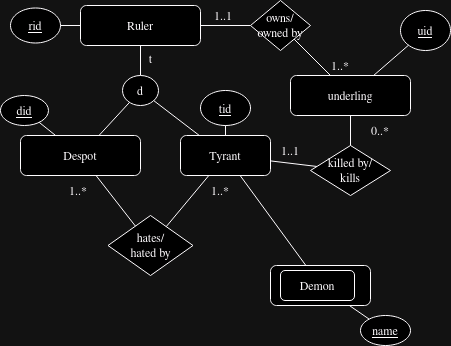 rid
Ruler
1..1
owns/
owned by
uid
t
1..*
d
underling
did
tid
0..*
Despot
Tyrant
1..1
killed by/
kills
1..*
1..*
hates/
hated by
Demon
name